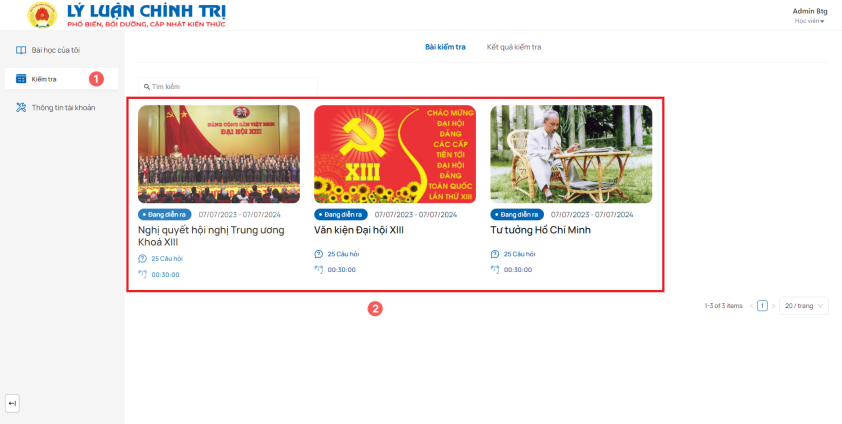 LÝ LUẬN CHÍNH TRỊ
PHỔ BIẾN, BỒI DƯỠNG, CẬP NHẬT KIẾN THỨC
Admin Btg
Học viên
Bài học của tôi
Kiểm tra
1
Thông tin tài khoản
Bài kiểm tra
Kết quả kiểm tra
Tìm kiếm
ĐẢNG CỘNG SẢN VIỆT NAM
ĐẠI HỘI XIII
Đang diễn ra
07/07/2023 - 07/07/2024
Nghị quyết hội nghị Trung ương
Khoá XIII
25 Câu hỏi
00:30:00
XIII
CHÀO MỪNG
ĐẠI HỘI
ĐẢNG
CÁC CẤP
TIẾN TỚI
ĐẠI HỘI
ĐẢNG
TOÀN QUỐC
LẦN THỨ XIII
Đang diễn ra
07/07/2023 - 07/07/2024
Văn kiện Đại hội XIII
25 Câu hỏi
00:30:00
Đang diễn ra
07/07/2023 - 07/07/2024
Tư tưởng Hồ Chí Minh
25 Câu hỏi
00:30:00
2
1-3 of 3 items
<
1
>
20 / trang